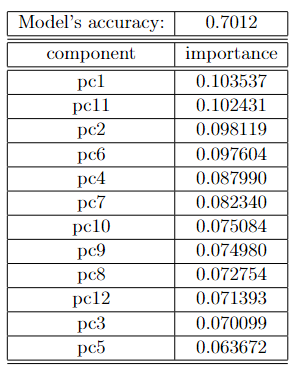 Model's accuracy: 0.7012
component importance
pc1 0.103537
pc11 0.102431
pc2 0.098119
pc6 0.097604
pc4 0.087990
pc7 0.082340
pc10 0.075084
pc9 0.074980
pc8 0.072754
pc12 0.071393
pc3 0.070099
pc5 0.063672